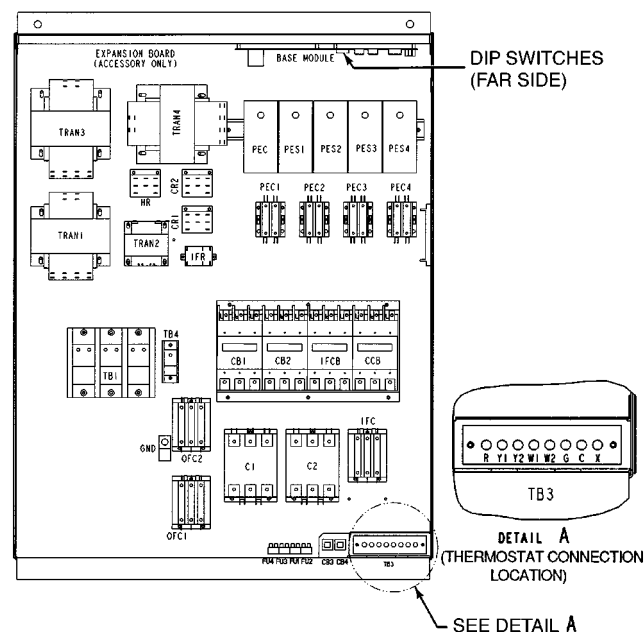 EXPANSION BOARD
(ACCESSORY ONLY)
BASE MODULE
DIP SWITCHES
(FAR SIDE)
TRAN3
TRAN4
PEC
PES1
PES2
PES3
PES4
HR
CR2
PEC1
PEC2
PEC3
PEC4
TRAN1
TRAN2
CR1
IFR
TB1
TB4
CB1
CB2
IFCB
CCB
GND
OFC2
C1
C2
IFC
OFC1
FU4
FU3
FU1
FU2
CB3
CB4
TB3
R Y1 Y2 W1 W2 G C X
TB3
DETAIL A
(THERMOSTAT CONNECTION
LOCATION)
SEE DETAIL A